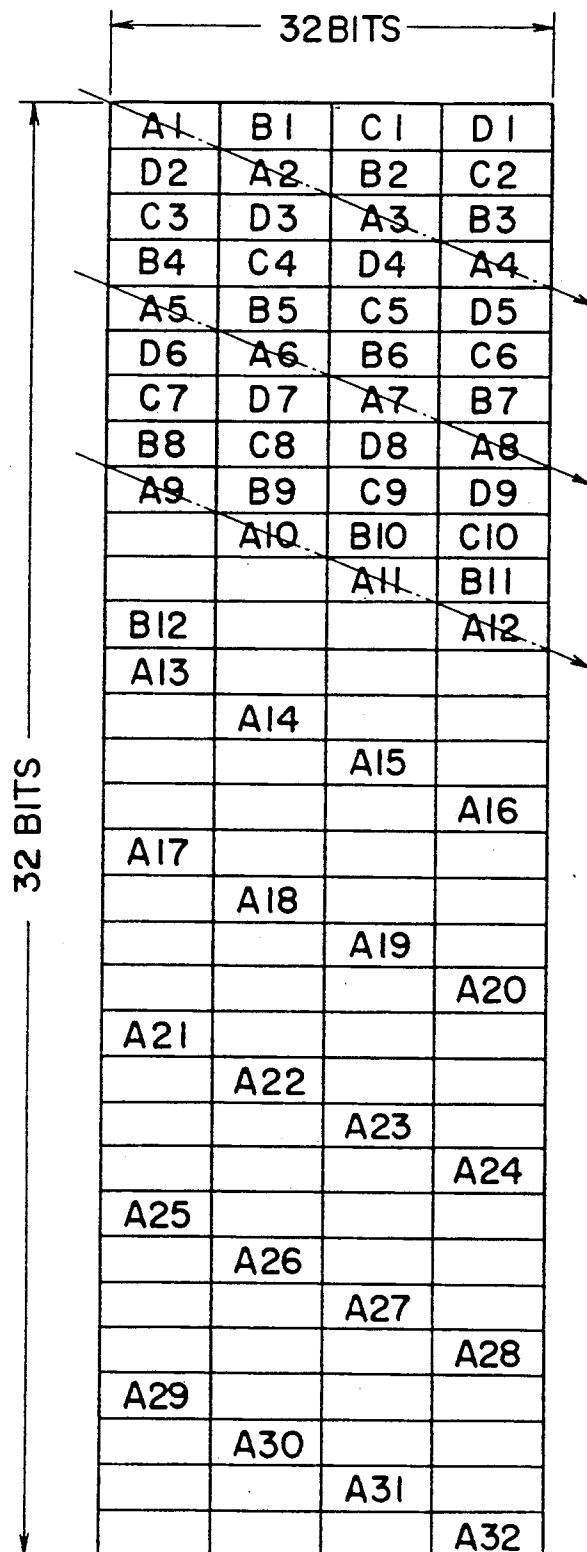 32 BITS
A1 B1 C1 D1
D2 A2 B2 C2
C3 D3 A3 B3
B4 C4 D4 A4
A5 B5 C5 D5
D6 A6 B6 C6
C7 D7 A7 B7
B8 C8 D8 A8
A9 B9 C9 D9
A10 B10 C10
A11 B11
B12 A12
A13
A14
A15
32 BITS
A16
A17
A18
A19
A20
A21
A22
A23
A24
A25
A26
A27
A28
A29
A30
A31
A32